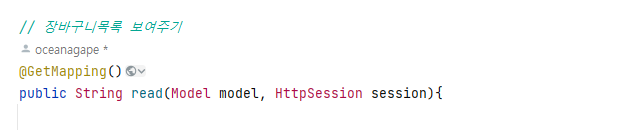 // 장바구니목록 보여주기
oceanagape *
@GetMapping()
public String read(Model model, HttpSession session){